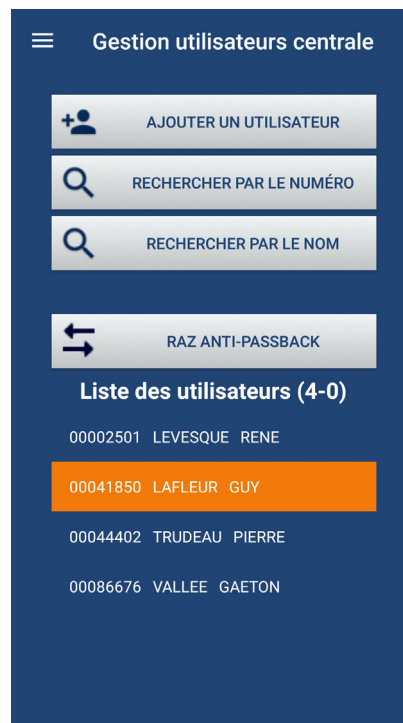 Gestion utilisateurs centrale
AJOUTER UN UTILISATEUR
RECHERCHER PAR LE NUMÉRO
RECHERCHER PAR LE NOM
RAZ ANTI-PASSBACK
Liste des utilisateurs (4-0)
00002501 LEVESQUE RENE
00041850 LAFLEUR GUY
00044402 TRUDEAU PIERRE
00086676 VALLEE GAETON